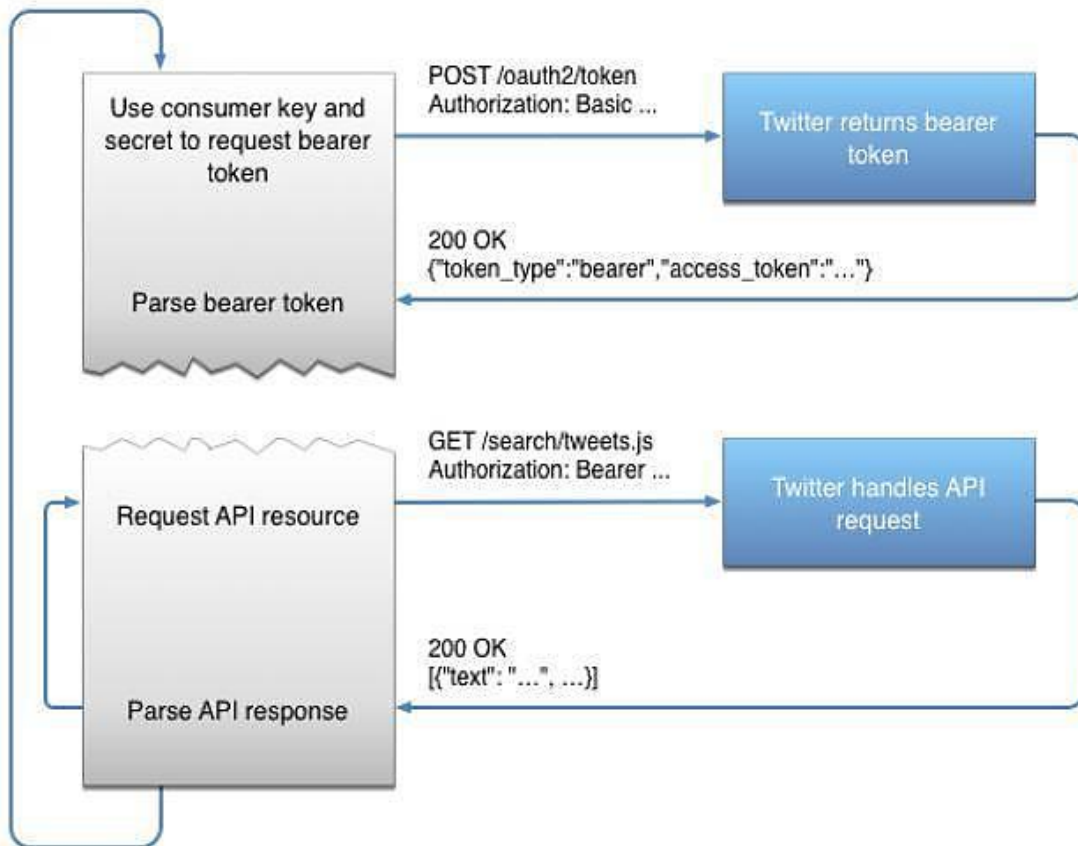 POST /oauth2/token
Authorization: Basic ...
Use consumer key and
secret to request bearer
token
Twitter returns bearer
token
200 OK
{"token_type":"bearer","access_token":"..."}
Parse bearer token
GET /search/tweets.js
Authorization: Bearer ...
Request API resource
Twitter handles API
request
200 OK
[{"text": "...", ...}]
Parse API response